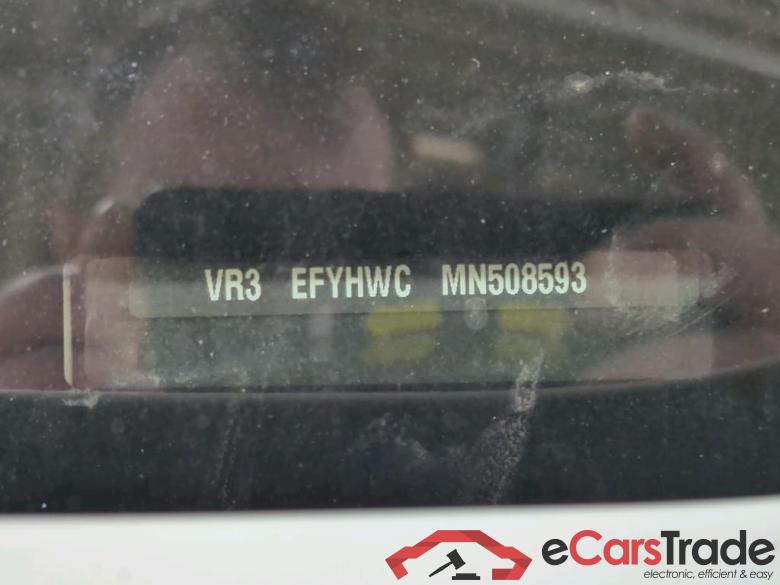 VR3 EFYHWC MN508593
eCarsTrade
electronic, efficient & easy